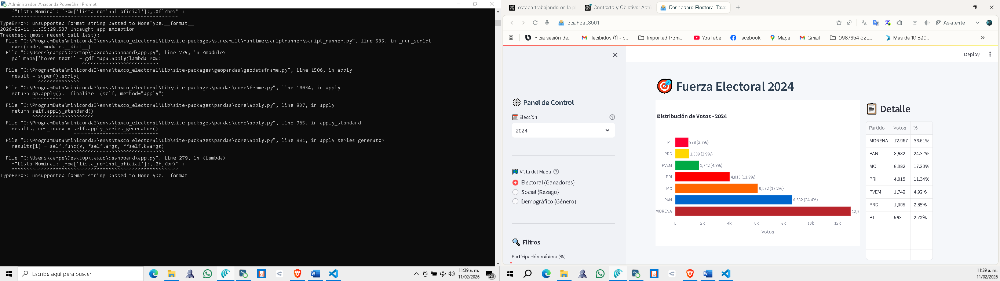 Administrador: Anaconda PowerShell Prompt
f"Lista Nominal: {row['lista_nominal_oficial']:,.0f}<br>" +
^^^^^^^^^^^^^^^^^^^^^^^^^^^^^^^^^^^^^^^^^^^^^^^^^^^^^^^^^
TypeError: unsupported format string passed to NoneType.__format__
2026-02-11 11:35:29.537 Uncaught app exception
Traceback (most recent call last):
File "C:\ProgramData\miniconda3\envs\taxco_electoral\Lib\site-packages\streamlit\runtime\scriptrunner\script_runner.py", line 535, in _run_script
exec(code, module.__dict__)
File "C:\Users\campe\Desktop\taxco\dashboard\app.py", line 275, in <module>
gdf_mapa['hover_text'] = gdf_mapa.apply(lambda row:
^^^^^^^^^^^^^^^^^^^^^^^^^^
File "C:\ProgramData\miniconda3\envs\taxco_electoral\Lib\site-packages\geopandas\geodataframe.py", line 1586, in apply
result = super().apply(
^^^^^^^^^^^^^^
File "C:\ProgramData\miniconda3\envs\taxco_electoral\Lib\site-packages\pandas\core\frame.py", line 10034, in apply
return op.apply().__finalize__(self, method="apply")
^^^^^^^^^^
File "C:\ProgramData\miniconda3\envs\taxco_electoral\Lib\site-packages\pandas\core\apply.py", line 837, in apply
return self.apply_standard()
^^^^^^^^^^^^^^^^^^^^^
File "C:\ProgramData\miniconda3\envs\taxco_electoral\Lib\site-packages\pandas\core\apply.py", line 965, in apply_standard
results, res_index = self.apply_series_generator()
^^^^^^^^^^^^^^^^^^^^^^^^^^^^^
File "C:\ProgramData\miniconda3\envs\taxco_electoral\Lib\site-packages\pandas\core\apply.py", line 981, in apply_series_generator
results[i] = self.func(v, *self.args, **self.kwargs)
^^^^^^^^^^^^^^^^^^^^^^^^^^^^^^^^^^^^^^^
File "C:\Users\campe\Desktop\taxco\dashboard\app.py", line 279, in <lambda>
f"Lista Nominal: {row['lista_nominal_oficial']:,.0f}<br>" +
^^^^^^^^^^^^^^^^^^^^^^^^^^^^^^^^^^^^^^^^^^^^^^^^^^^^^^^^^
TypeError: unsupported format string passed to NoneType.__format__
Escribe aquí para buscar.
11:39 a. m.
11/02/2026
20
estaba trabajando en la p
Contexto y Objetivo: Actú
Dashboard Electoral Taxc
localhost:8501
Asistente
Inicia sesión de...
Recibidos (1) - b...
Imported from...
YouTube
Facebook
Maps
Gmail
0987654 32E...
Más de 10,890...
Deploy
Panel de Control
Elección
2024
Vista del Mapa
Electoral (Ganadores)
Social (Rezago)
Demográfico (Género)
Filtros
Participación mínima (%)
Fuerza Electoral 2024
Distribución de Votos - 2024
PT 963 (2.7%)
PRD 1,009 (2.9%)
PVEM 1,742 (4.9%)
PRI 4,015 (11.3%)
MC 6,092 (17.2%)
PAN 8,632 (24.4%)
MORENA 12,9
0 2k 4k 6k 8k 10k 12k
Votos
Detalle
Partido Votos %
MORENA 12,967 36.61%
PAN 8,632 24.37%
MC 6,092 17.20%
PRI 4,015 11.34%
PVEM 1,742 4.92%
PRD 1,009 2.85%
PT 963 2.72%
11:39 a. m.
11/02/2026